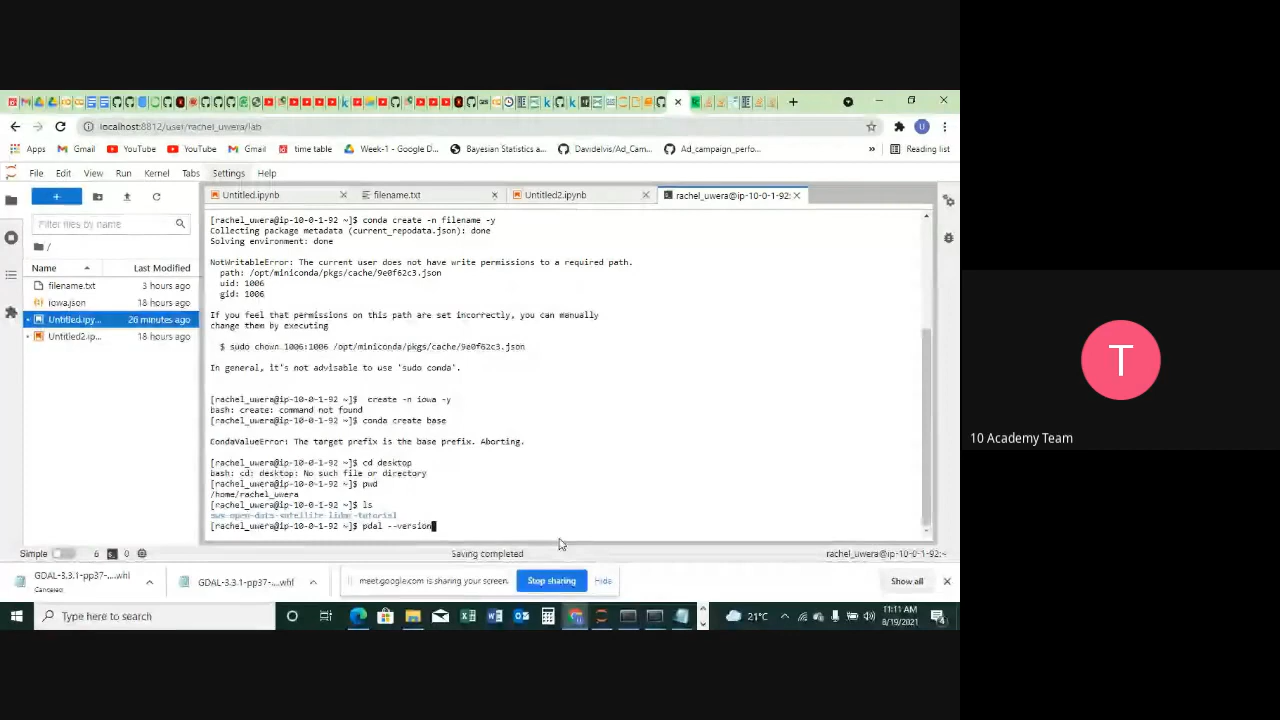 localhost:8812/user/rachel_uwera/lab
Apps
Gmail
YouTube
YouTube
Gmail
time table
Week-1 - Google D...
Bayesian Statistics a...
Davidelvis/Ad_Cam...
Ad_campaign_perfo...
»
Reading list
File Edit View Run Kernel Tabs Settings Help
Untitled.ipynb
filename.txt
Untitled2.ipynb
rachel_uwera@ip-10-0-1-92:
Filter files by name
/
Name Last Modified
filename.txt 3 hours ago
iowa.json 18 hours ago
Untitled.ipy... 26 minutes ago
Untitled2.ip... 18 hours ago
[rachel_uwera@ip-10-0-1-92 ~]$ conda create -n filename -y
Collecting package metadata (current_repodata.json): done
Solving environment: done
NotWritableError: The current user does not have write permissions to a required path.
path: /opt/miniconda/pkgs/cache/9e0f62c3.json
uid: 1006
gid: 1006
If you feel that permissions on this path are set incorrectly, you can manually
change them by executing
$ sudo chown 1006:1006 /opt/miniconda/pkgs/cache/9e0f62c3.json
In general, it's not advisable to use 'sudo conda'.
[rachel_uwera@ip-10-0-1-92 ~]$ create -n iowa -y
bash: create: command not found
[rachel_uwera@ip-10-0-1-92 ~]$ conda create base
CondaValueError: The target prefix is the base prefix. Aborting.
[rachel_uwera@ip-10-0-1-92 ~]$ cd desktop
bash: cd: desktop: No such file or directory
[rachel_uwera@ip-10-0-1-92 ~]$ pwd
/home/rachel_uwera
[rachel_uwera@ip-10-0-1-92 ~]$ ls
[rachel_uwera@ip-10-0-1-92 ~]$ pdal --version
Simple 6 0
Saving completed
rachel_uwera@ip-10-0-1-92:~
GDAL-3.3.1-pp37-....whl
Canceled
GDAL-3.3.1-pp37-....whl
meet.google.com is sharing your screen.
Stop sharing
Hide
Show all
Type here to search
21°C
11:11 AM
8/19/2021
T
10 Academy Team